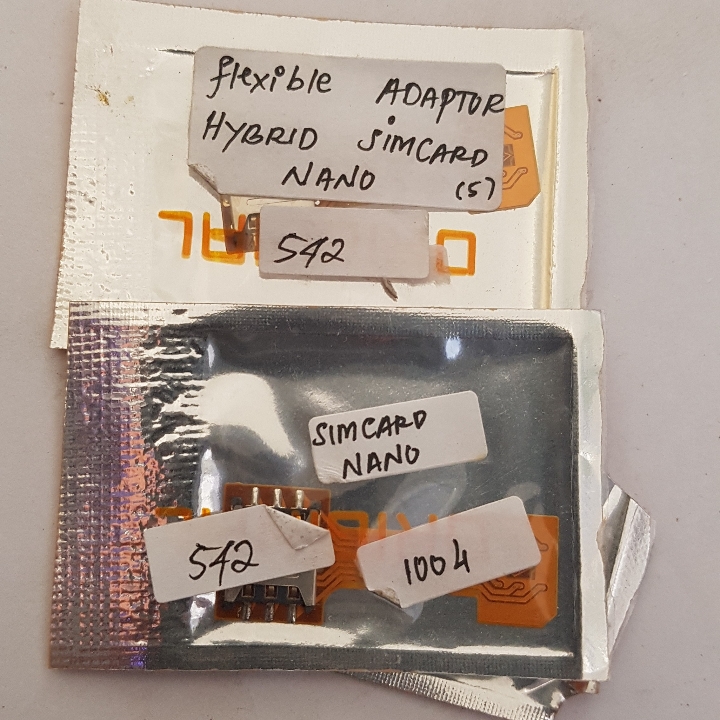 flexible ADAPTOR
HYBRID SIMCARD
NANO (5)
542
SIMCARD
NANO
542
1004